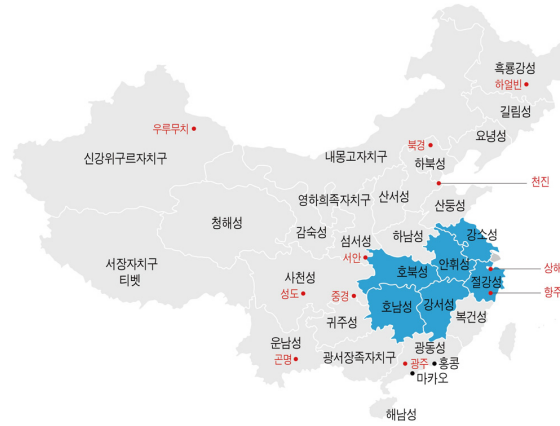 흑룡강성
하얼빈
길림성
우루무치
요녕성
북경
내몽고자치구
신강위구르자치구
하북성
천진
영하회족자치구
산서성
산둥성
청해성
감숙성
섬서성
하남성
강소성
서안
서장자치구
티벳
사천성
호북성
안휘성
상해
절강성
성도
중경
항주
호남성
강서성
귀주성
복건성
운남성
곤명
광서장족자치구
광동성
광주
홍콩
마카오
해남성